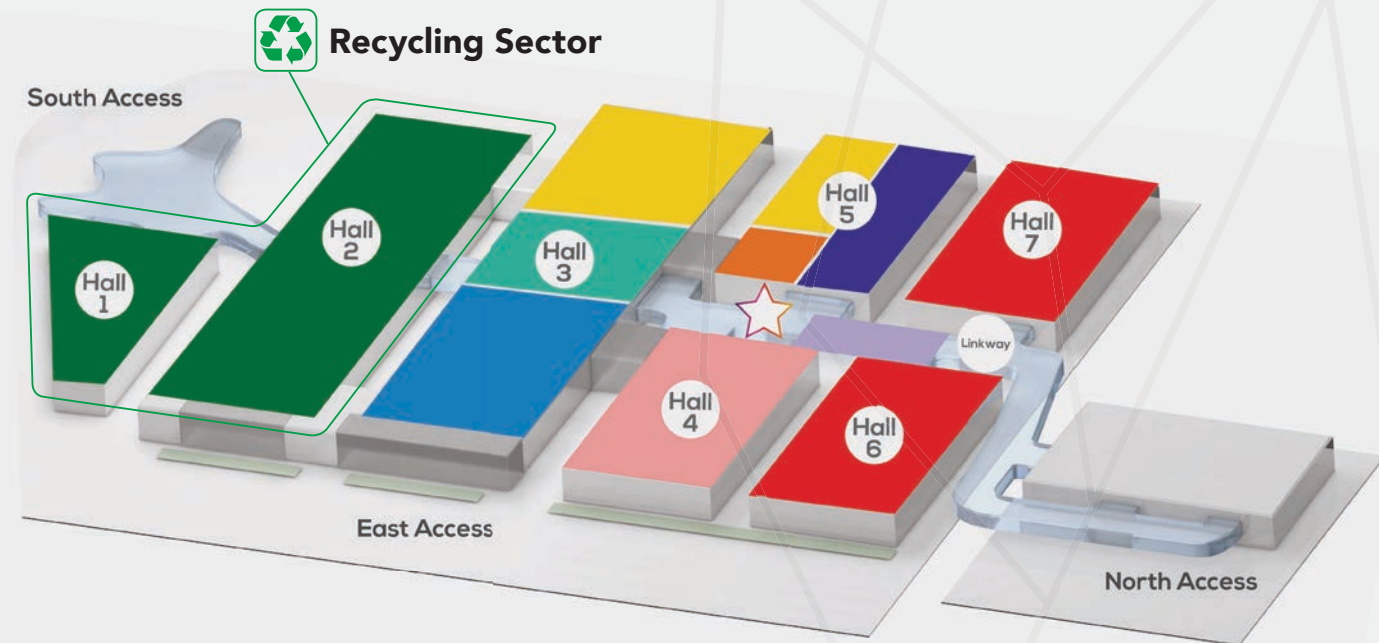 Recycling Sector
South Access
Hall
1
Hall
2
Hall
3
Hall
5
Hall
7
Hall
4
Hall
6
Linkway
East Access
North Access